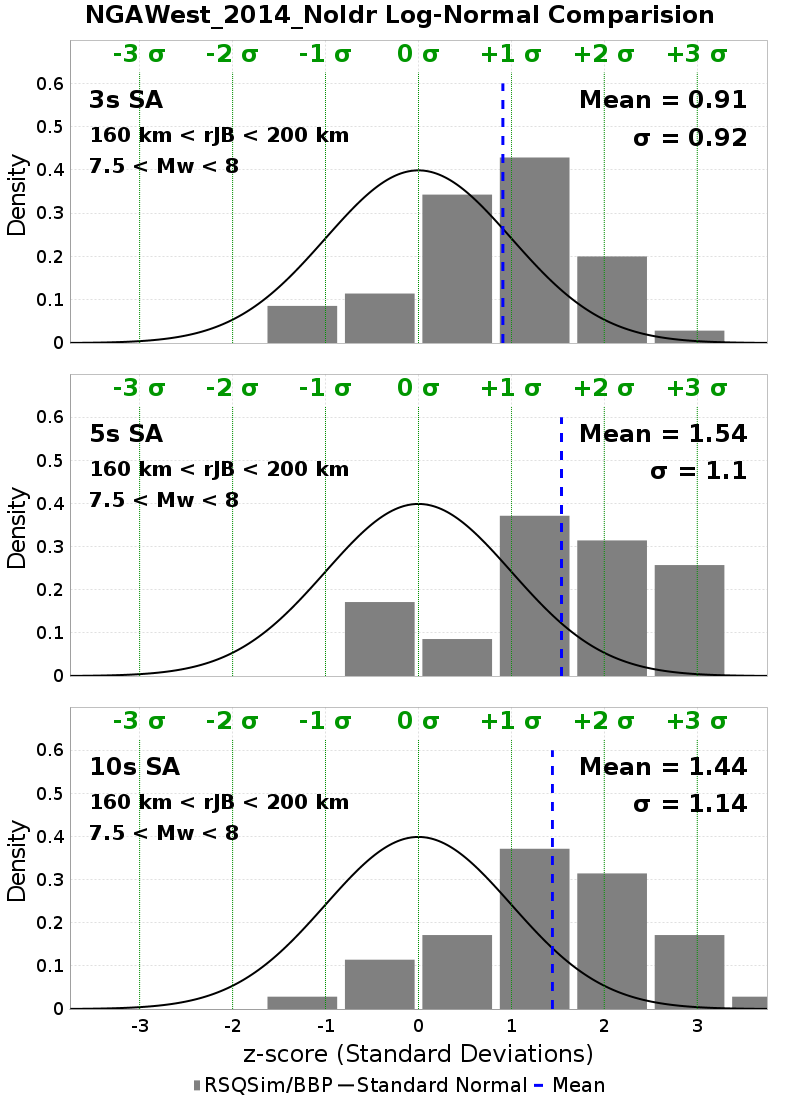 NGAWest_2014_NoIdr Log-Normal Comparision
-3 σ -2 σ -1 σ 0 σ +1 σ +2 σ +3 σ
3s SA
160 km < rJB < 200 km
7.5 < Mw < 8
Mean = 0.91
σ = 0.92
0.6
0.5
0.4
0.3
0.2
0.1
0
Density
-3 σ -2 σ -1 σ 0 σ +1 σ +2 σ +3 σ
5s SA
160 km < rJB < 200 km
7.5 < Mw < 8
Mean = 1.54
σ = 1.1
0.6
0.5
0.4
0.3
0.2
0.1
0
Density
-3 σ -2 σ -1 σ 0 σ +1 σ +2 σ +3 σ
10s SA
160 km < rJB < 200 km
7.5 < Mw < 8
Mean = 1.44
σ = 1.14
0.6
0.5
0.4
0.3
0.2
0.1
0
Density
-3 -2 -1 0 1 2 3
z-score (Standard Deviations)
RSQSim/BBP Standard Normal Mean